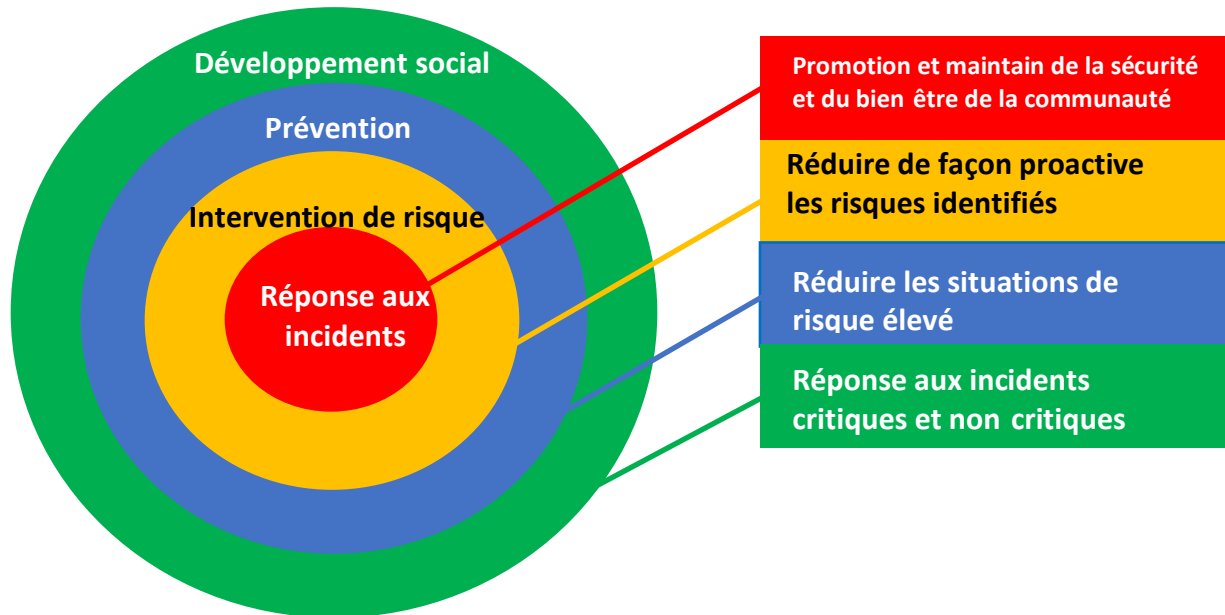 Développement social
Prévention
Intervention de risque
Réponse aux
incidents
Promotion et maintain de la sécurité
et du bien être de la communauté
Réduire de façon proactive
les risques identifiés
Réduire les situations de
risque élevé
Réponse aux incidents
critiques et non critiques